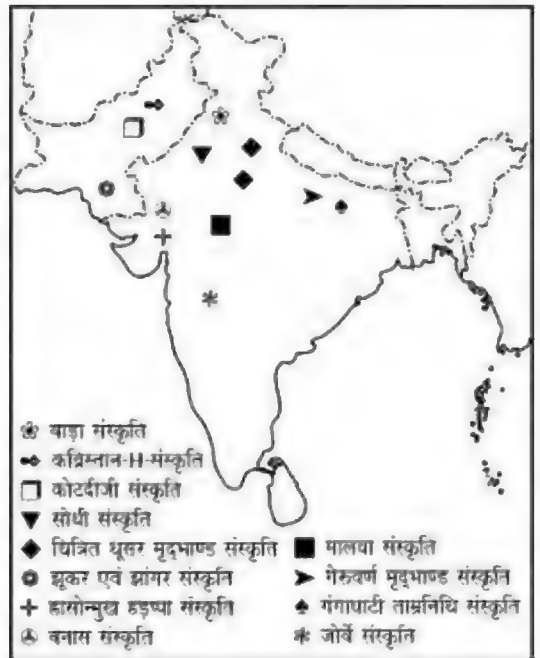 बाड़ा संस्कृति
कब्रिस्तान-H-संस्कृति
कोटदीजी संस्कृति
सोथी संस्कृति
चित्रित धूसर मृद्भाण्ड संस्कृति
झूकर एवं झांगर संस्कृति
ह्रासोन्मुख हड़प्पा संस्कृति
बनास संस्कृति
मालवा संस्कृति
गेरुवर्ण मृद्भाण्ड संस्कृति
गंगाघाटी ताम्रनिधि संस्कृति
जोर्वे संस्कृति